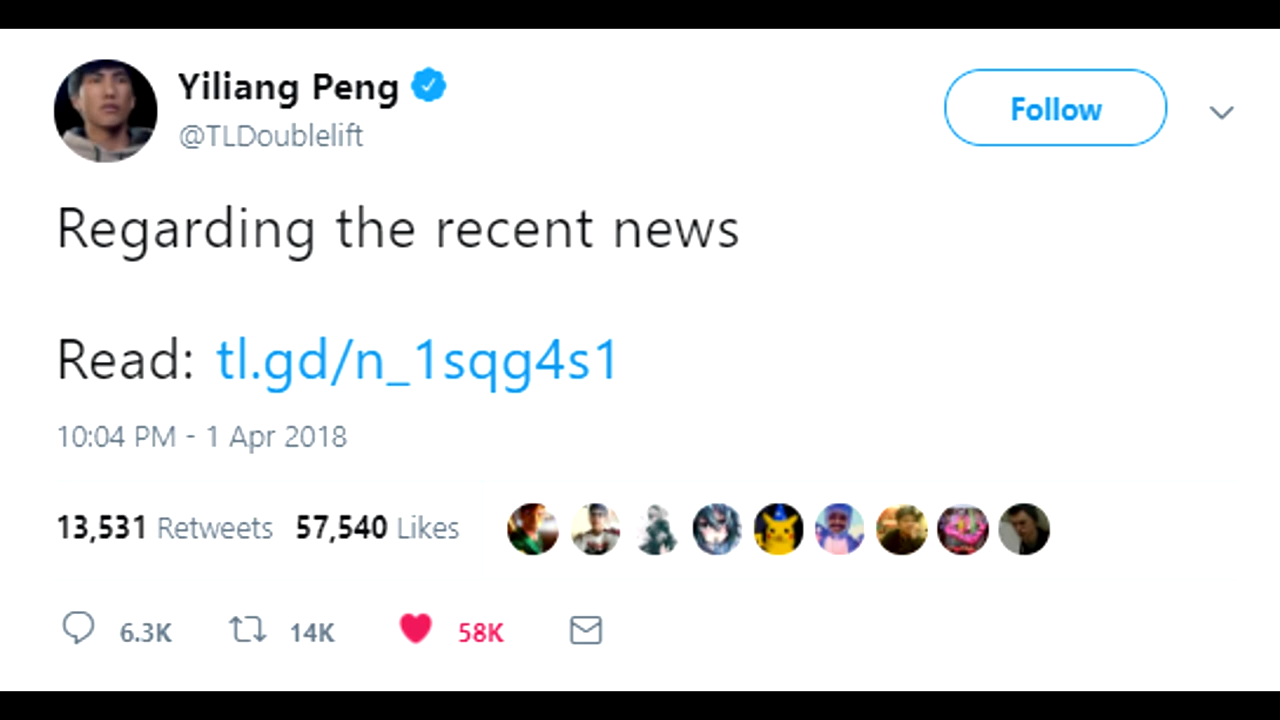 Yiliang Peng
@TLDoublelift
Follow
Regarding the recent news
Read: tl.gd/n_1sqg4s1
10:04 PM - 1 Apr 2018
13,531 Retweets 57,540 Likes
6.3K 14K 58K